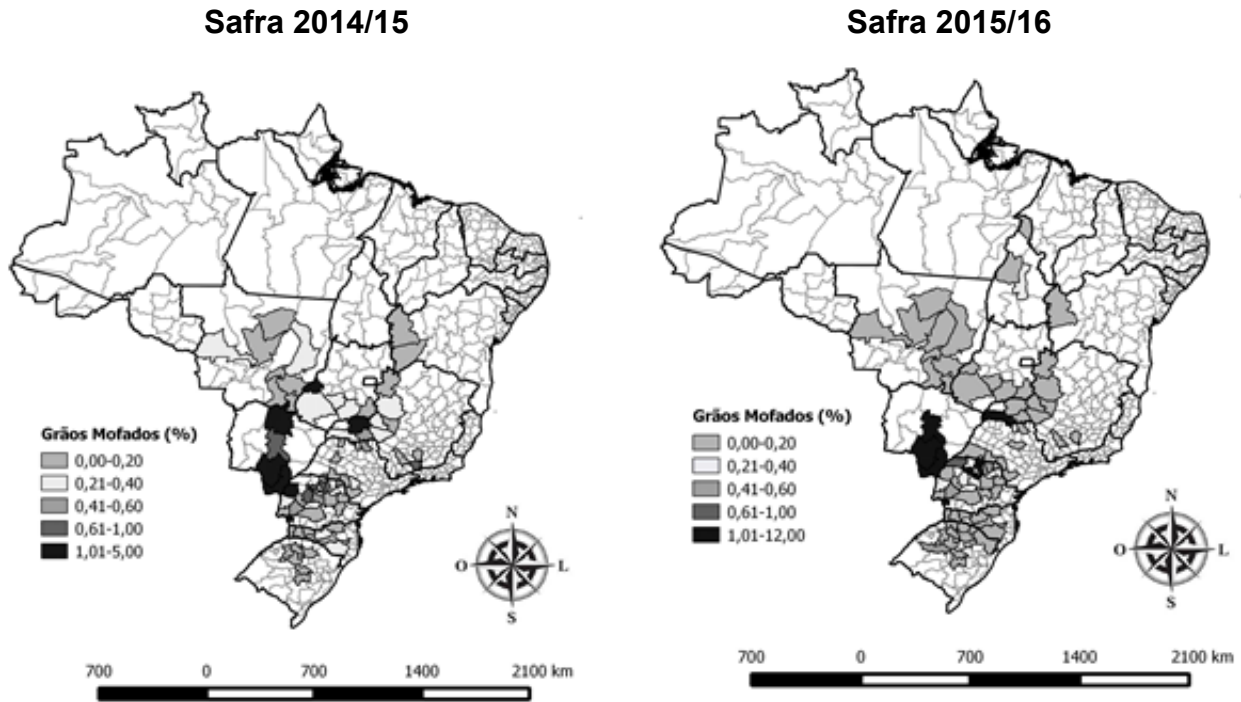 Safra 2014/15
Grãos Mofados (%)
0,00-0,20
0,21-0,40
0,41-0,60
0,61-1,00
1,01-5,00
N
O
L
S
700 0 700 1400 2100 km
Safra 2015/16
Grãos Mofados (%)
0,00-0,20
0,21-0,40
0,41-0,60
0,61-1,00
1,01-12,00
N
O
L
S
700 0 700 1400 2100 km